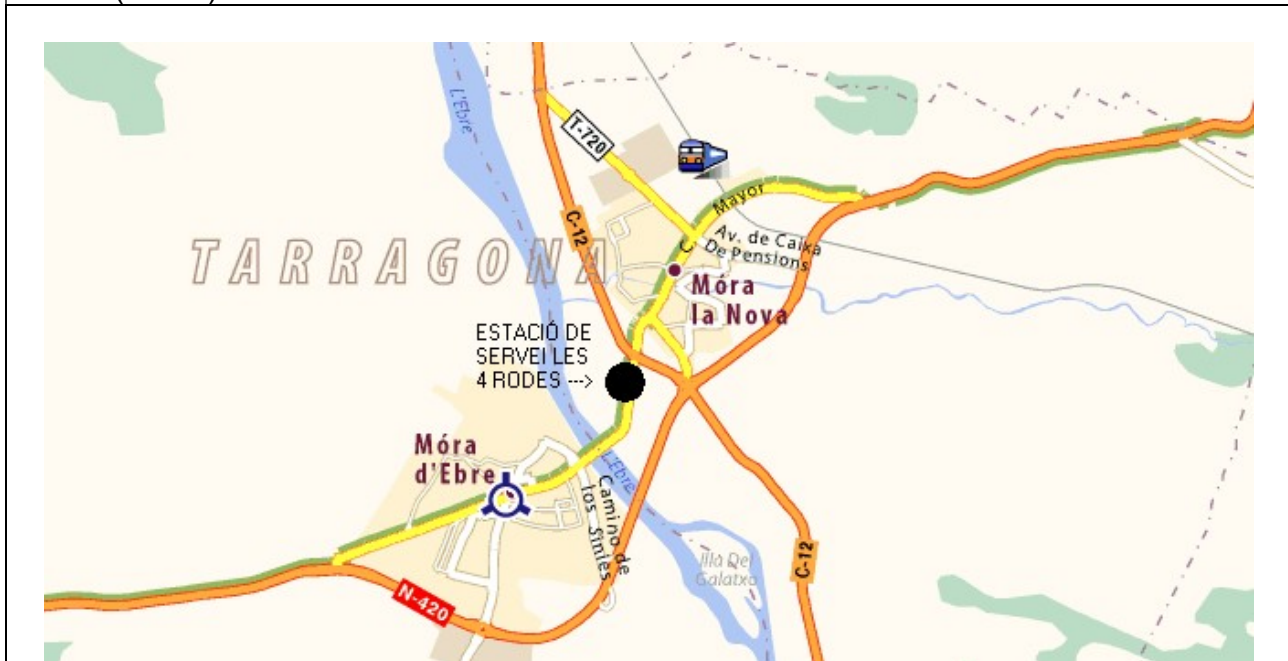 L'Ebre
T-720
C-12
Mayor
Av. de Caixa
De Pensions
TARRAGONA
Móra
la Nova
ESTACIÓ DE
SERVEI LES
4 RODES --->
Móra
d'Ebre
L'Ebre
Camino de
los Sinies
Illa Del
Galatxo
C-12
N-420